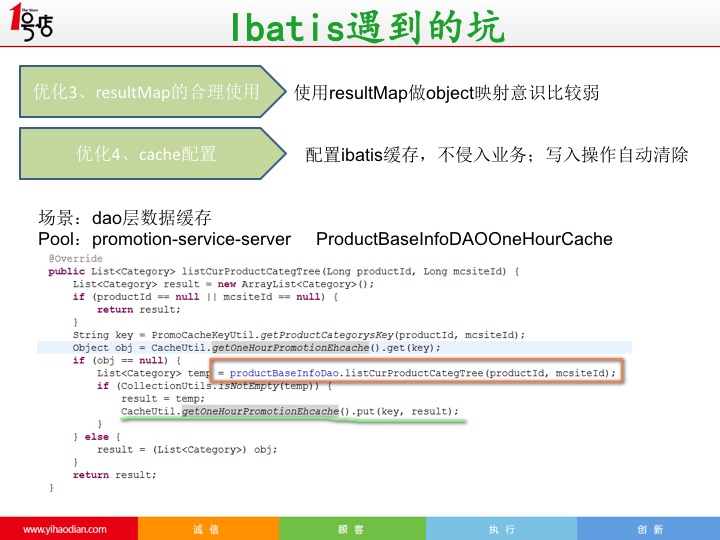 The Store
1号店
Ibatis遇到的坑
优化3、resultMap的合理使用
使用resultMap做object映射意识比较弱
优化4、cache配置
配置ibatis缓存，不侵入业务；写入操作自动清除
场景：dao层数据缓存
Pool：promotion-service-server ProductBaseInfoDAOOneHourCache
@Override
public List<Category> listCurProductCategTree(Long productId, Long mcsiteId) {
List<Category> result = new ArrayList<Category>();
if (productId == null || mcsiteId == null) {
return result;
}
String key = PromoCacheKeyUtil.getProductCategorysKey(productId, mcsiteId);
Object obj = CacheUtil.getOneHourPromotionEhcache().get(key);
if (obj == null) {
List<Category> temp = productBaseInfoDao.listCurProductCategTree(productId, mcsiteId);
if (CollectionUtils.isNotEmpty(temp)) {
result = temp;
CacheUtil.getOneHourPromotionEhcache().put(key, result);
}
} else {
result = (List<Category>) obj;
}
return result;
}
www.yihaodian.com 诚 信 顾 客 执 行 创 新